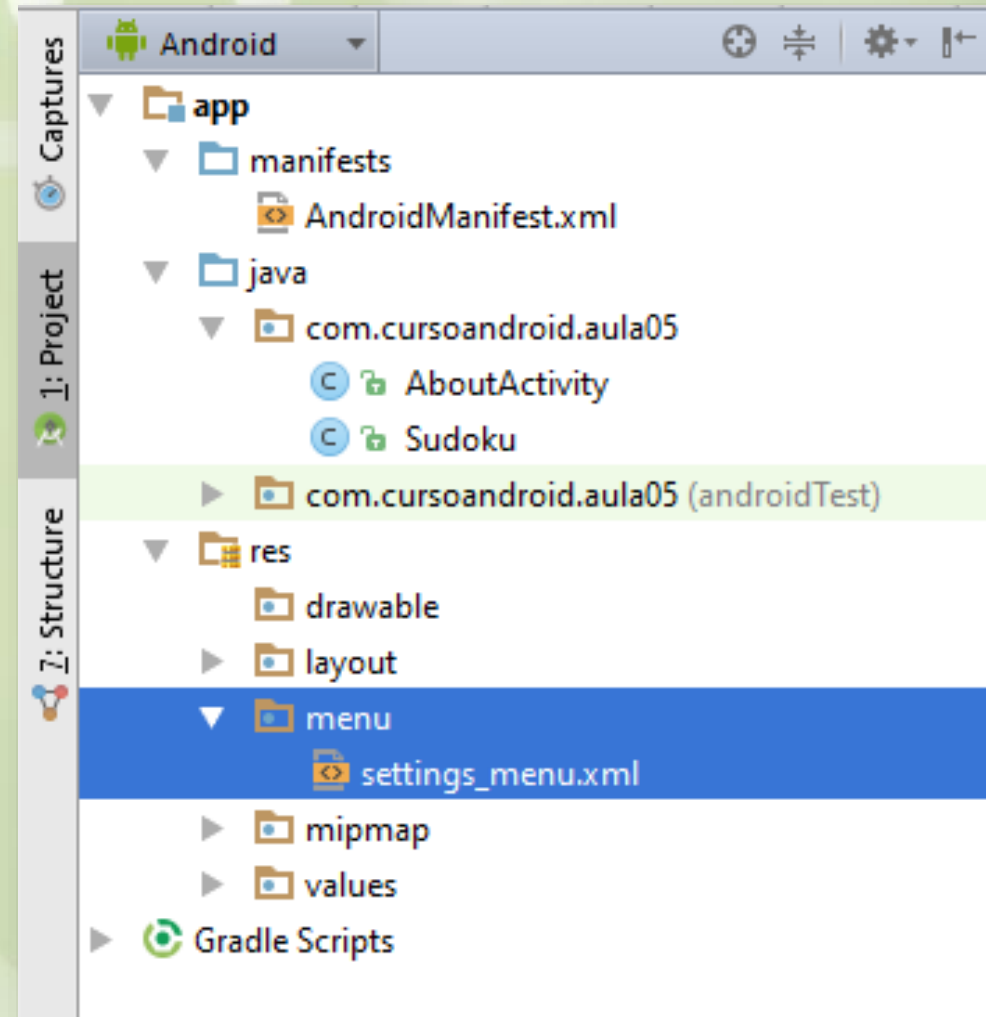 Captures
1: Project
7: Structure
Android
app
manifests
AndroidManifest.xml
java
com.cursoandroid.aula05
AboutActivity
Sudoku
com.cursoandroid.aula05 (androidTest)
res
drawable
layout
menu
settings_menu.xml
mipmap
values
Gradle Scripts